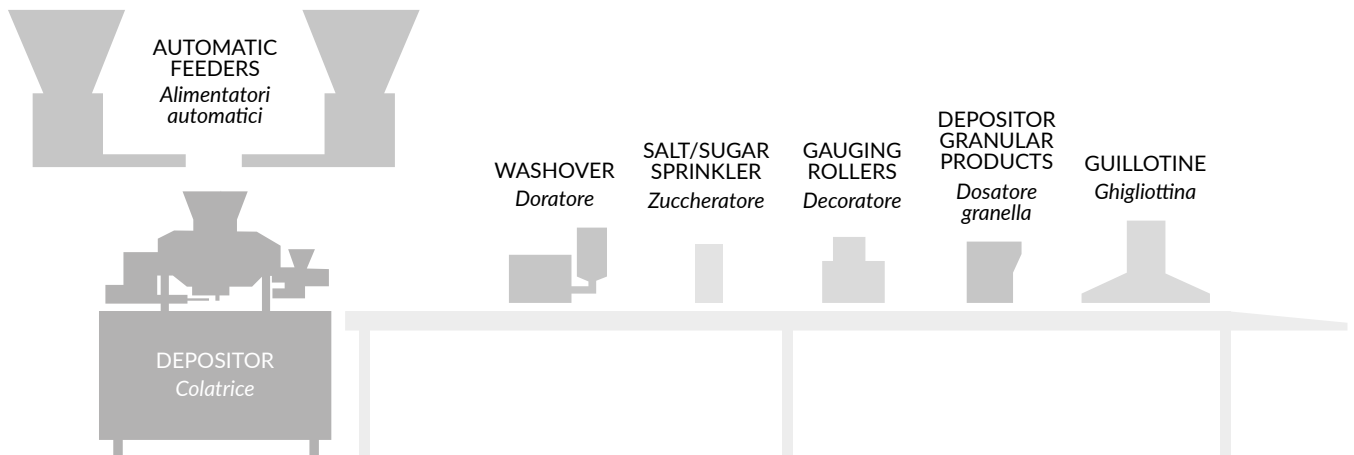 AUTOMATIC
FEEDERS
Alimentatori
automatici
WASHOVER
Doratore
SALT/SUGAR
SPRINKLER
Zuccheratore
GAUGING
ROLLERS
Decoratore
DEPOSITOR
GRANULAR
PRODUCTS
Dosatore
granella
GUILLOTINE
Ghigliottina
DEPOSITOR
Colatrice